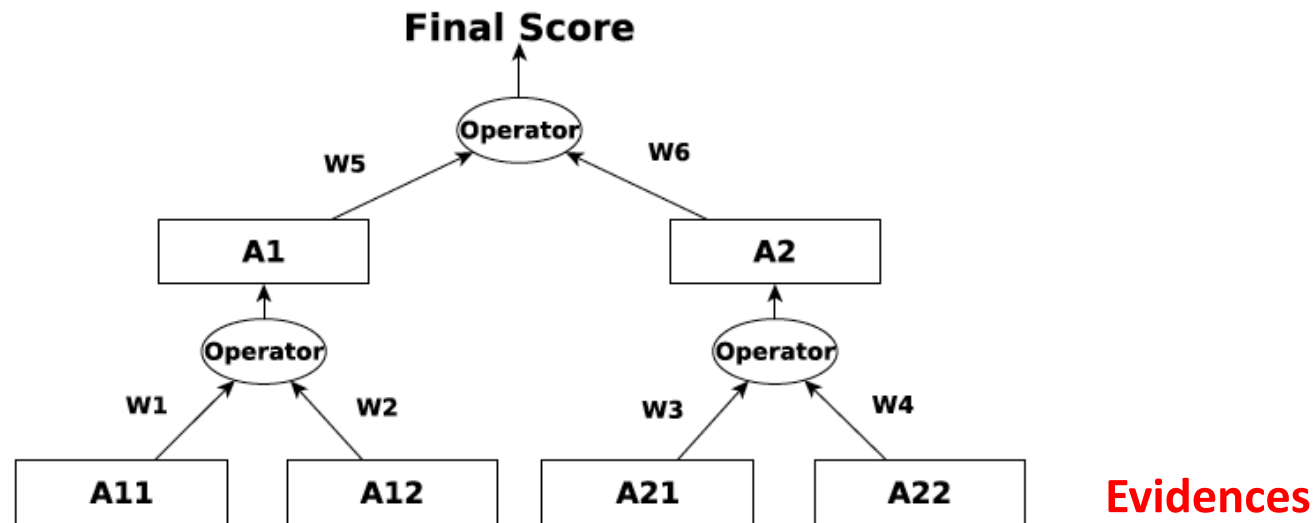 Final Score
Operator
W5
W6
A1
A2
Operator
Operator
W1
W2
W3
W4
A11
A12
A21
A22
Evidences